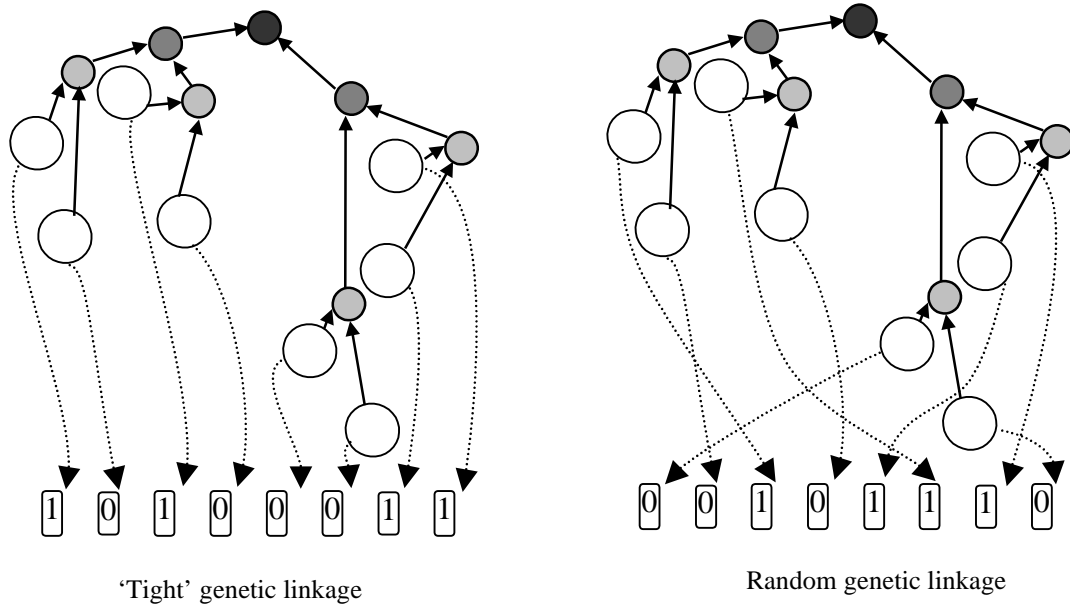 1 0 1 0 0 0 1 1
0 0 1 0 1 1 1 0
‘Tight’ genetic linkage
Random genetic linkage